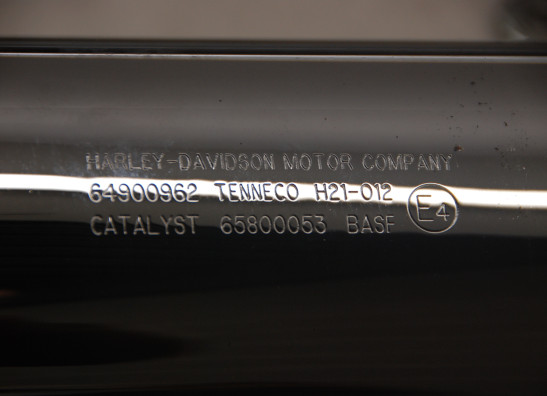 HARLEY-DAVIDSON MOTOR COMPANY
64900962 TENNECO H21-012 E4
CATALYST 65800053 BASF